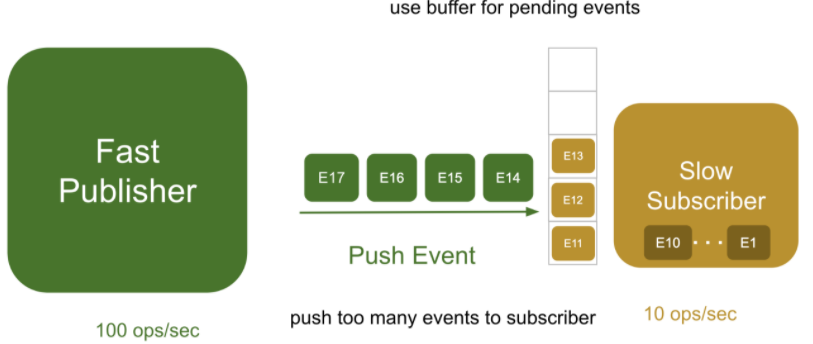 use buffer for pending events
Fast
Publisher
E17 E16 E15 E14
E13
E12
E11
Slow
Subscriber
E10 ··· E1
Push Event
push too many events to subscriber
100 ops/sec
10 ops/sec